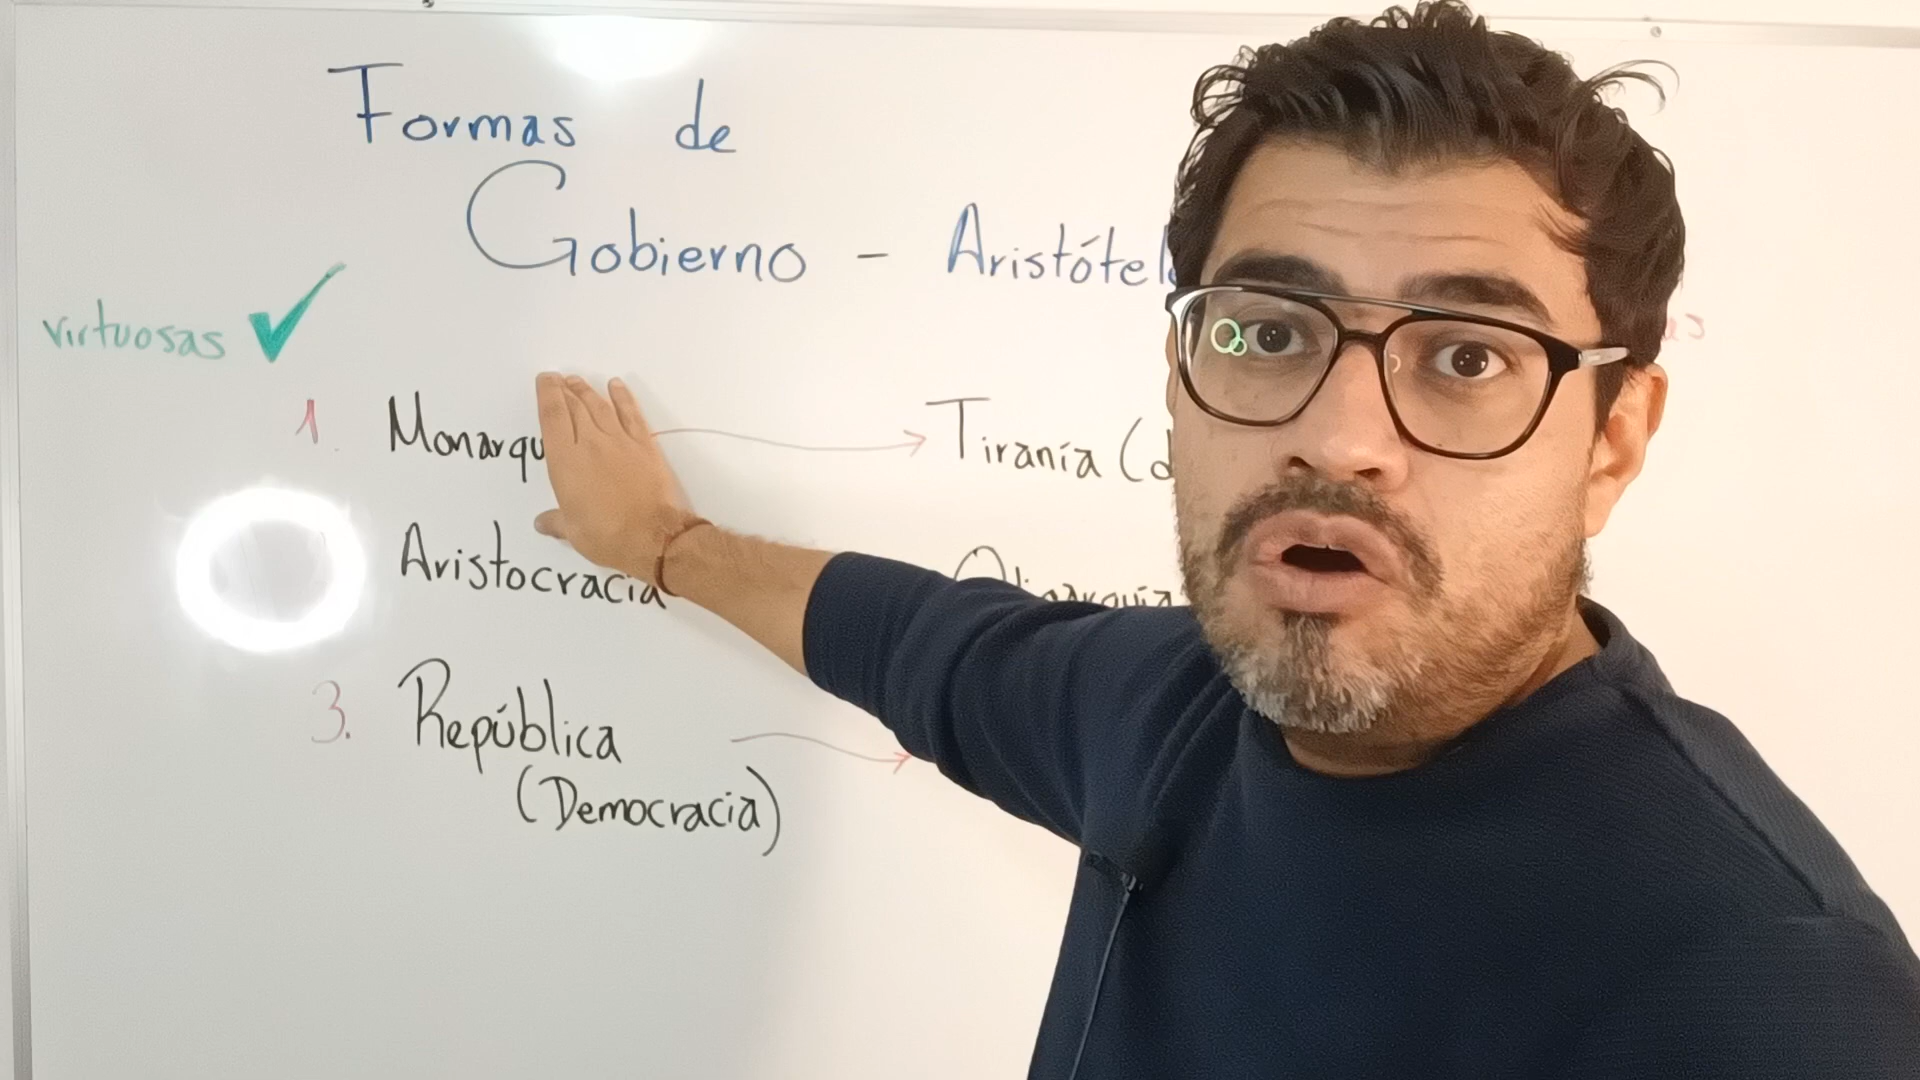 Formas de
Gobierno - Aristótel
virtuosas
1. Monarqu
Tiranía (d
Aristocracia
3. República
(Democracia)